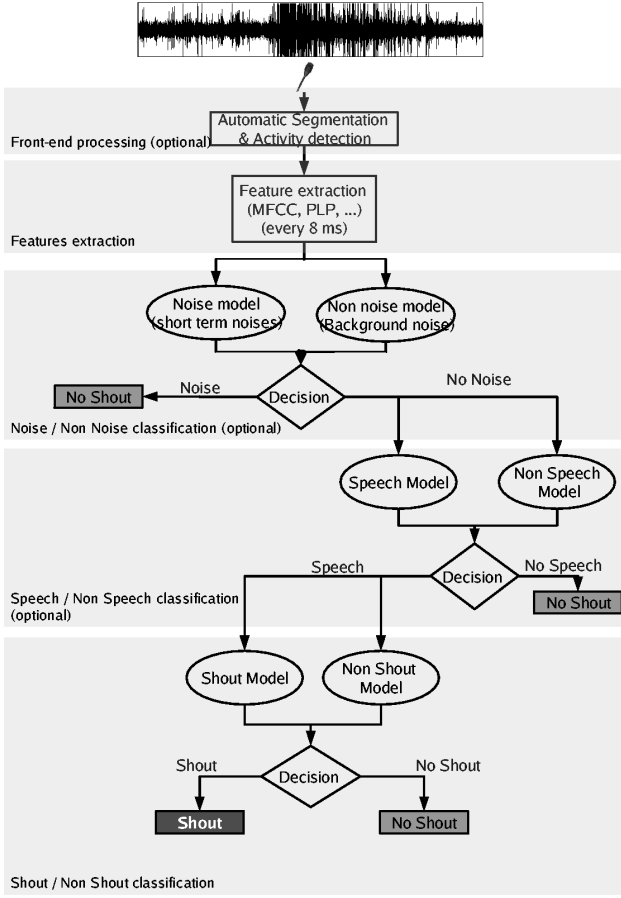 Automatic Segmentation
& Activity detection
Front-end processing (optional)
Feature extraction
(MFCC, PLP, ...)
(every 8 ms)
Features extraction
Noise model
(short term noises)
Non noise model
(Background noise)
No Shout
Noise
Decision
No Noise
Noise / Non Noise classification (optional)
Speech Model
Non Speech
Model
Speech
Decision
No Speech
No Shout
Speech / Non Speech classification
(optional)
Shout Model
Non Shout
Model
Shout
Decision
No Shout
Shout
No Shout
Shout / Non Shout classification